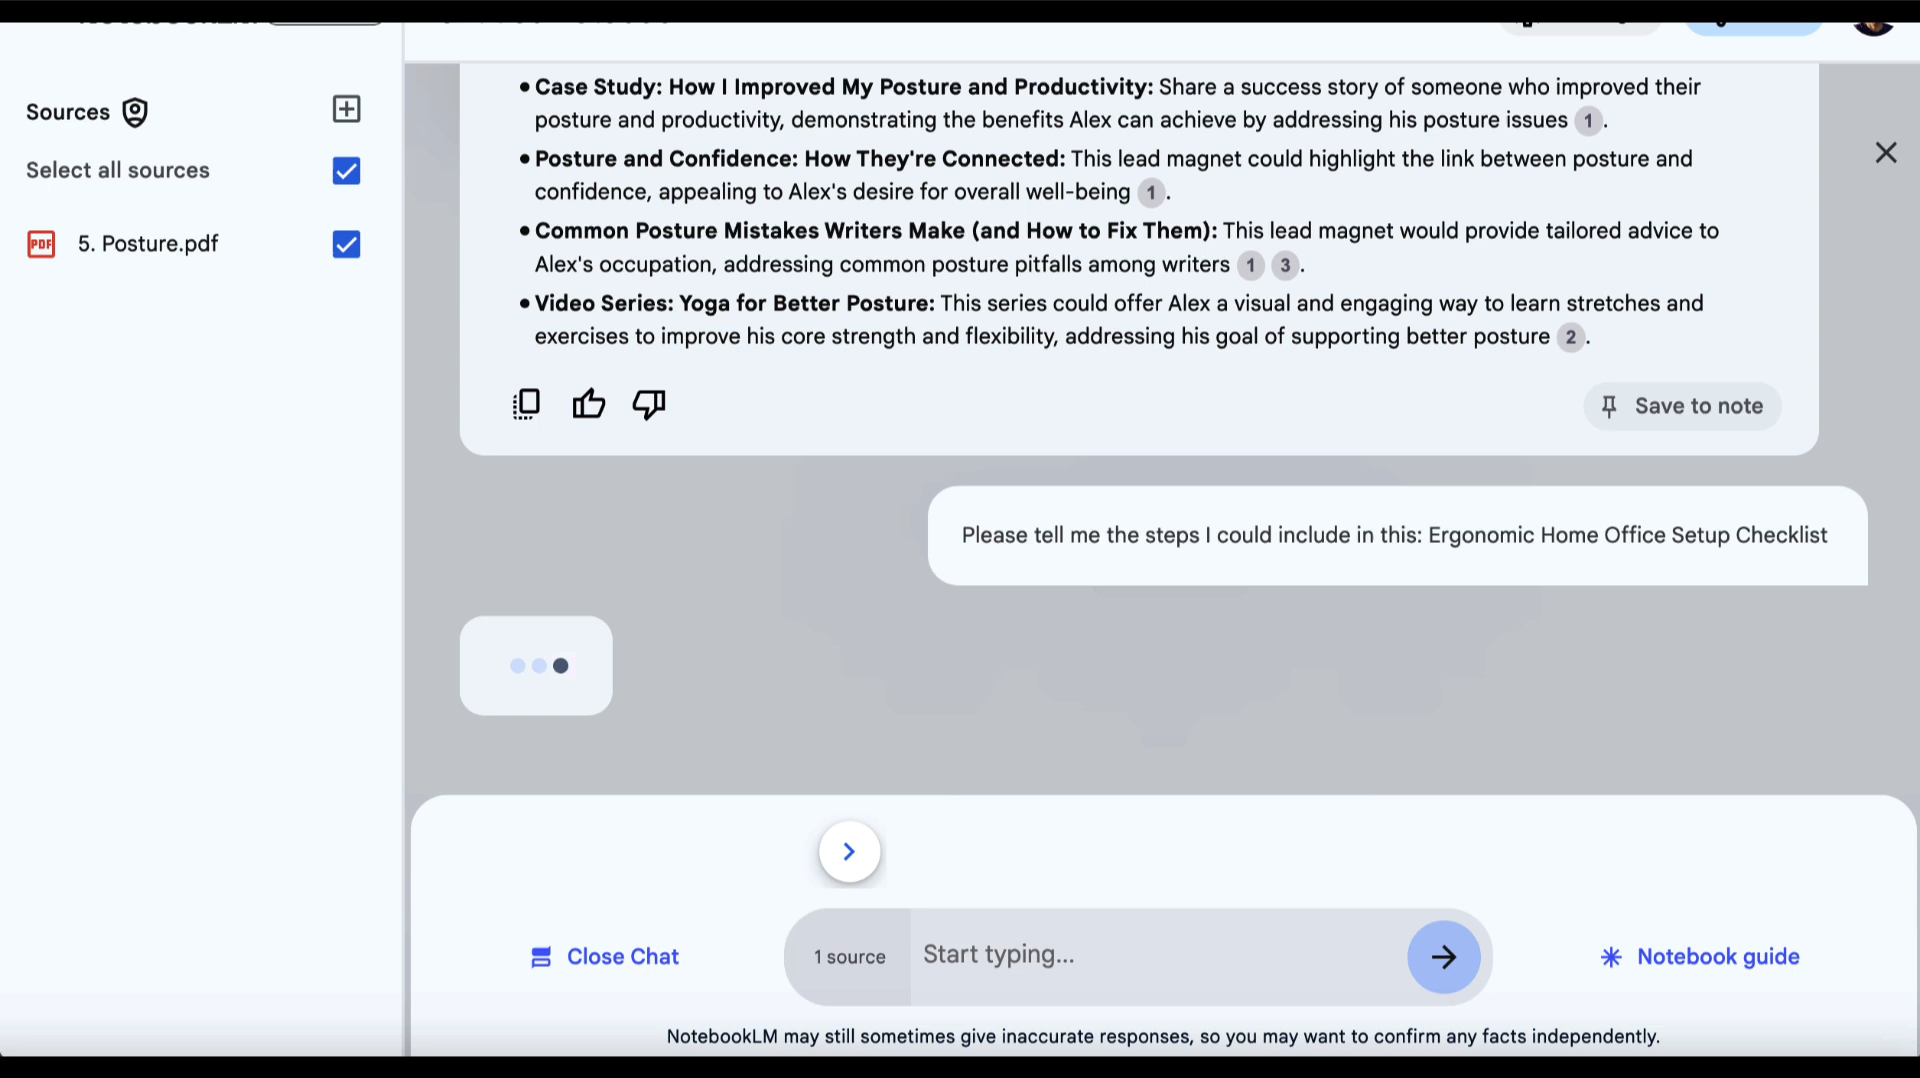 Sources
Select all sources
PDF 5. Posture.pdf
• Case Study: How I Improved My Posture and Productivity: Share a success story of someone who improved their
posture and productivity, demonstrating the benefits Alex can achieve by addressing his posture issues 1.
• Posture and Confidence: How They're Connected: This lead magnet could highlight the link between posture and
confidence, appealing to Alex's desire for overall well-being 1.
• Common Posture Mistakes Writers Make (and How to Fix Them): This lead magnet would provide tailored advice to
Alex's occupation, addressing common posture pitfalls among writers 1 3.
• Video Series: Yoga for Better Posture: This series could offer Alex a visual and engaging way to learn stretches and
exercises to improve his core strength and flexibility, addressing his goal of supporting better posture 2.
Save to note
Please tell me the steps I could include in this: Ergonomic Home Office Setup Checklist
Close Chat
1 source
Start typing...
Notebook guide
NotebookLM may still sometimes give inaccurate responses, so you may want to confirm any facts independently.